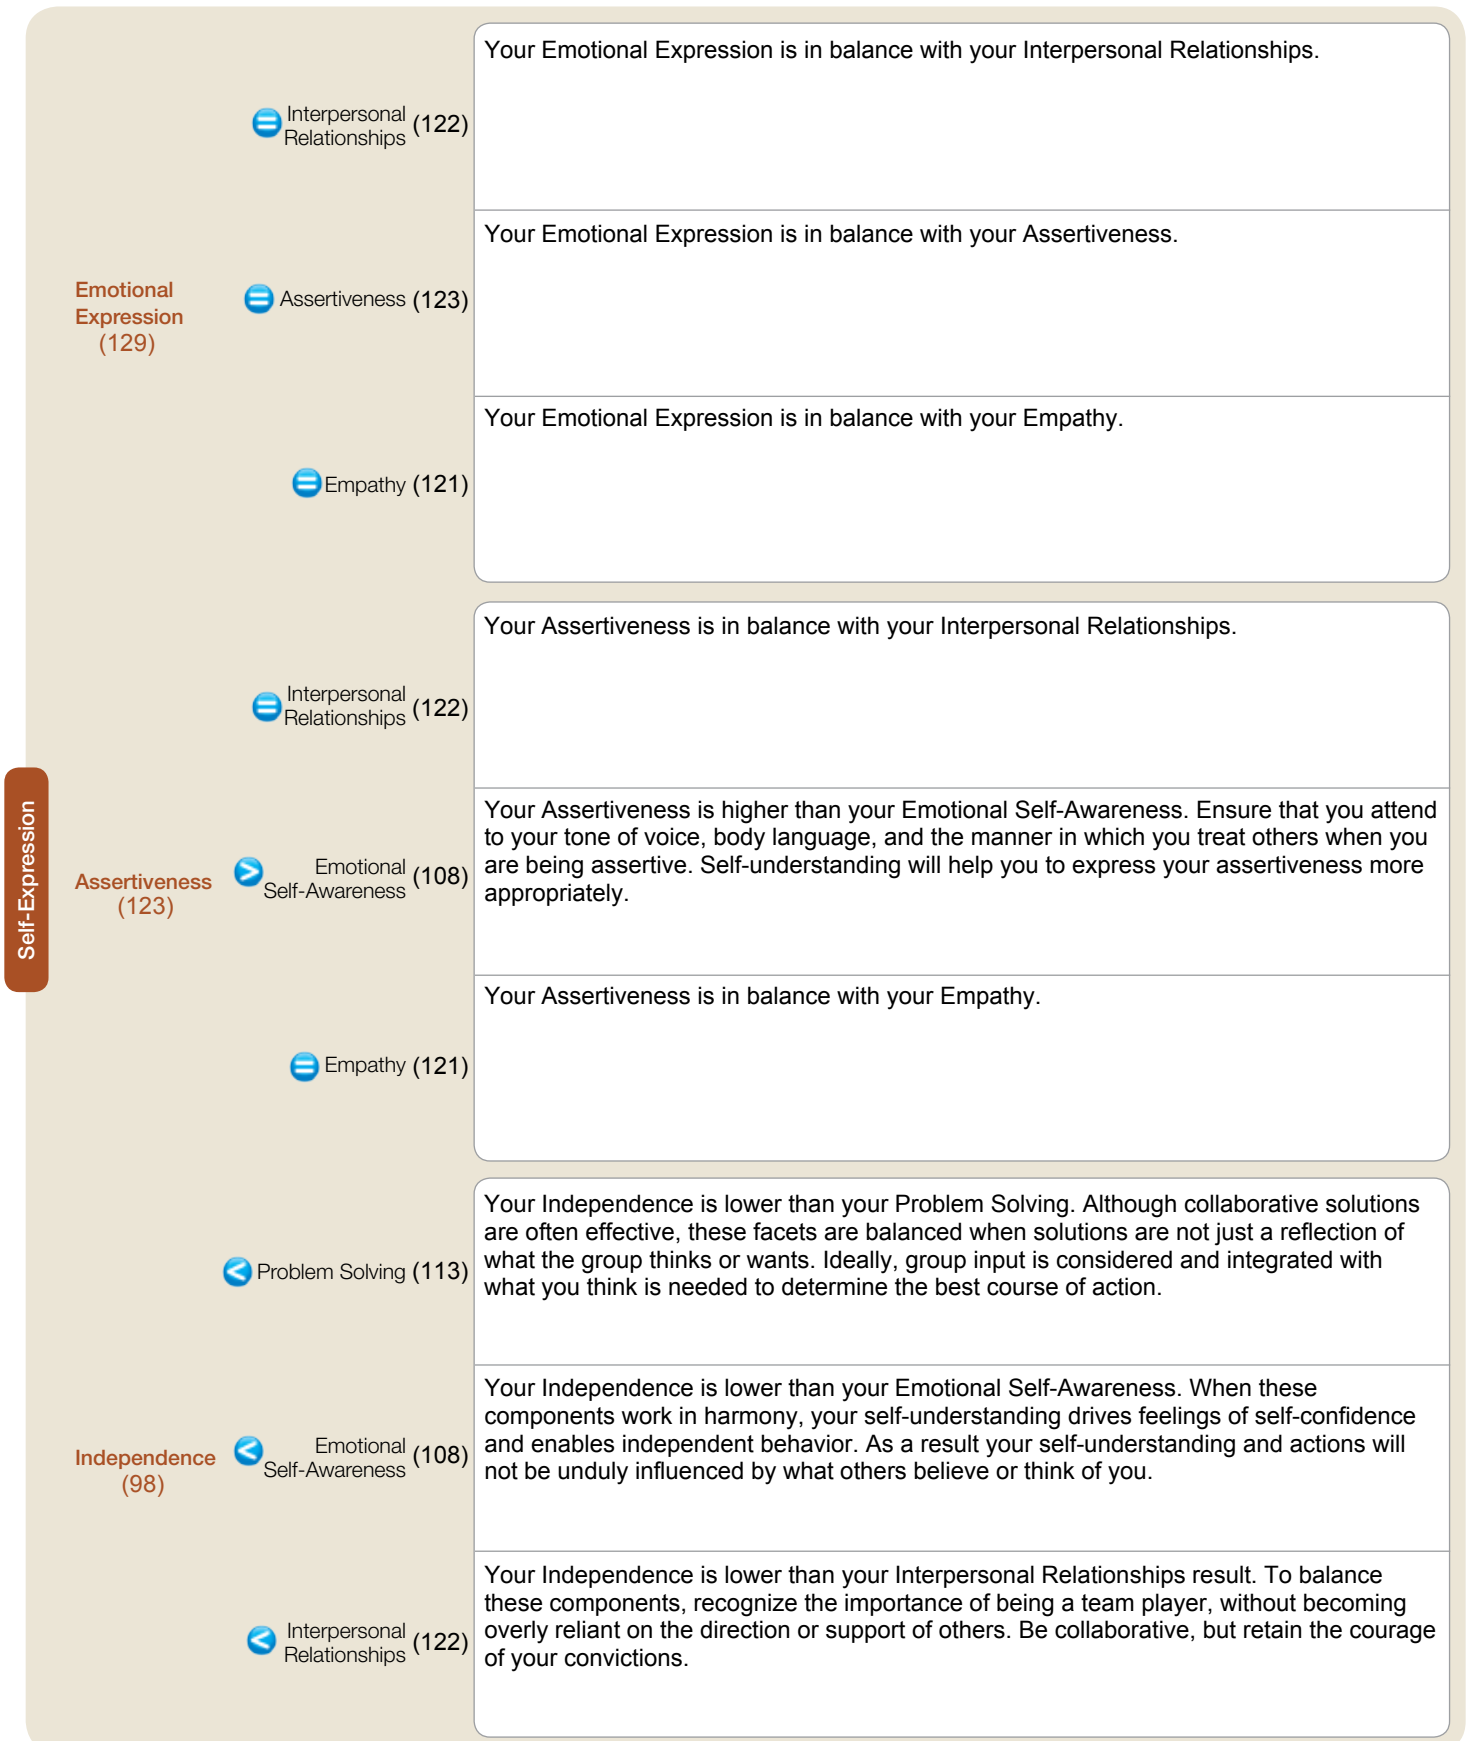 Self-Expression
Emotional
Expression
(129)
Interpersonal
Relationships (122)
Your Emotional Expression is in balance with your Interpersonal Relationships.
Assertiveness (123)
Your Emotional Expression is in balance with your Assertiveness.
Empathy (121)
Your Emotional Expression is in balance with your Empathy.
Assertiveness
(123)
Interpersonal
Relationships (122)
Your Assertiveness is in balance with your Interpersonal Relationships.
Emotional
Self-Awareness (108)
Your Assertiveness is higher than your Emotional Self-Awareness. Ensure that you attend
to your tone of voice, body language, and the manner in which you treat others when you
are being assertive. Self-understanding will help you to express your assertiveness more
appropriately.
Empathy (121)
Your Assertiveness is in balance with your Empathy.
Independence
(98)
Problem Solving (113)
Your Independence is lower than your Problem Solving. Although collaborative solutions
are often effective, these facets are balanced when solutions are not just a reflection of
what the group thinks or wants. Ideally, group input is considered and integrated with
what you think is needed to determine the best course of action.
Emotional
Self-Awareness (108)
Your Independence is lower than your Emotional Self-Awareness. When these
components work in harmony, your self-understanding drives feelings of self-confidence
and enables independent behavior. As a result your self-understanding and actions will
not be unduly influenced by what others believe or think of you.
Interpersonal
Relationships (122)
Your Independence is lower than your Interpersonal Relationships result. To balance
these components, recognize the importance of being a team player, without becoming
overly reliant on the direction or support of others. Be collaborative, but retain the courage
of your convictions.